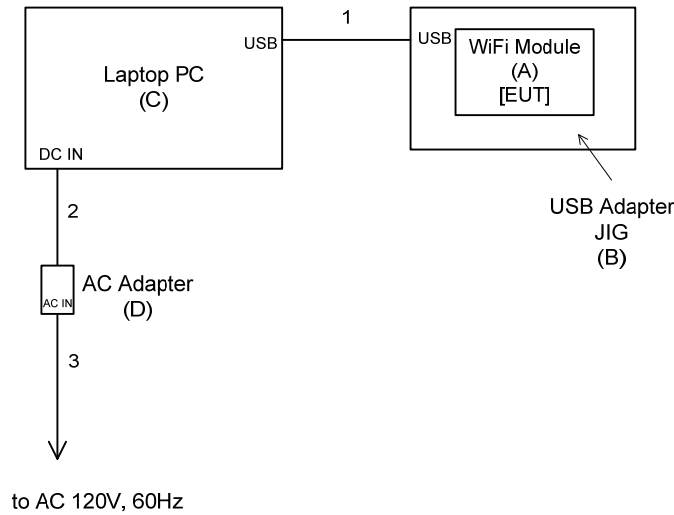 1
USB
USB
WiFi Module
(A)
[EUT]
Laptop PC
(C)
DC IN
2
USB Adapter
JIG
(B)
AC Adapter
(D)
AC IN
3
to AC 120V, 60Hz